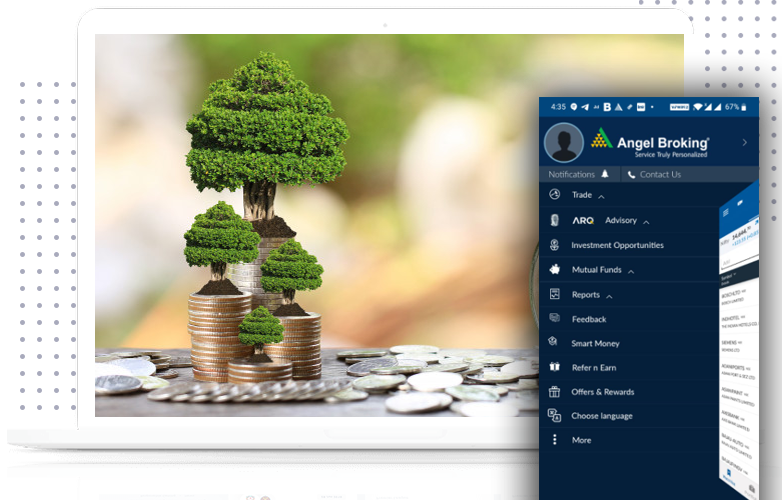 4:35
67%
Angel Broking
Service Truly Personalized
Notifications
Contact Us
Trade
ARQ Advisory
Investment Opportunities
Mutual Funds
Reports
Feedback
Smart Money
Refer n Earn
Offers & Rewards
Choose language
More
SIEMENS